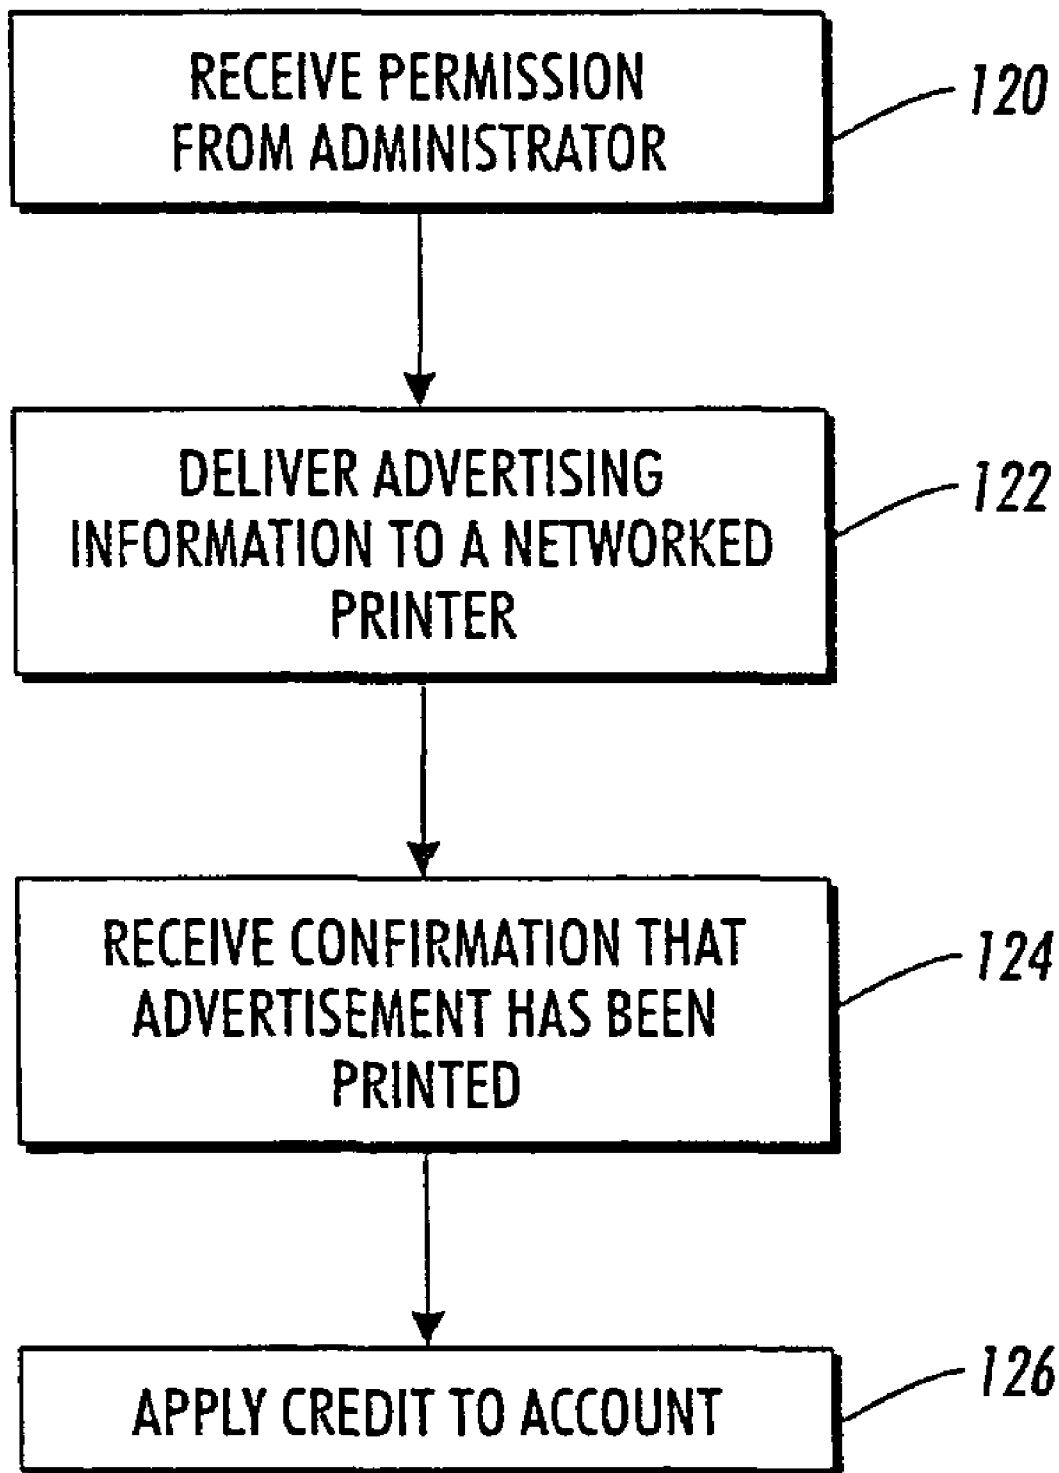 RECEIVE PERMISSION
FROM ADMINISTRATOR
120
DELIVER ADVERTISING
INFORMATION TO A NETWORKED
PRINTER
122
RECEIVE CONFIRMATION THAT
ADVERTISEMENT HAS BEEN
PRINTED
124
APPLY CREDIT TO ACCOUNT
126